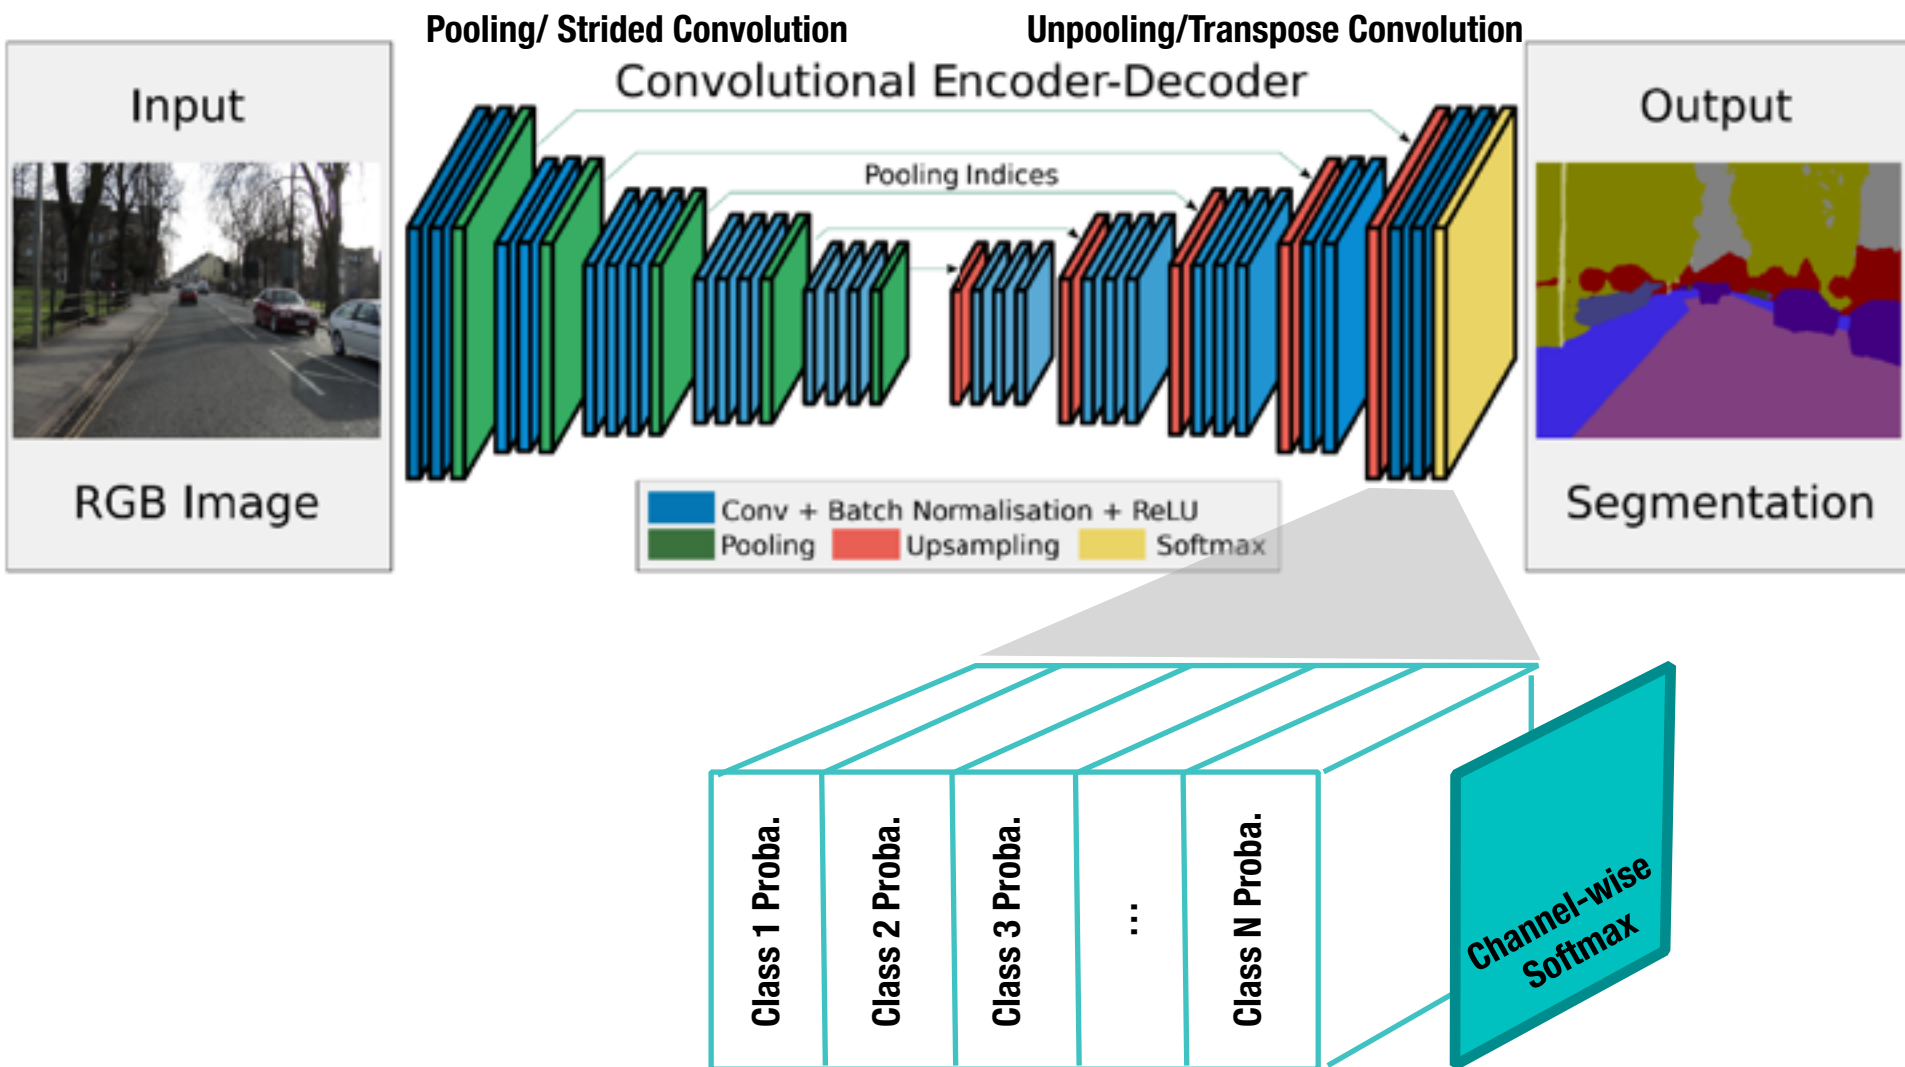 Pooling/ Strided Convolution
Unpooling/Transpose Convolution
Convolutional Encoder-Decoder
Input
Output
Pooling Indices
RGB Image
Segmentation
Conv + Batch Normalisation + ReLU
Pooling
Upsampling
Softmax
Class 1 Proba.
Class 2 Proba.
Class 3 Proba.
...
Class N Proba.
Channel-wise
Softmax